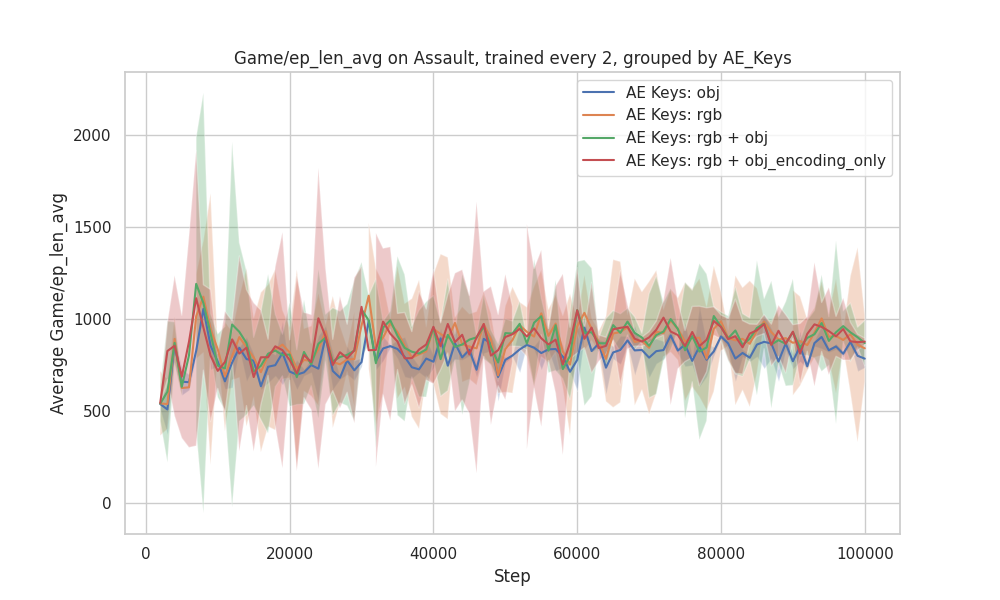 Game/ep_len_avg on Assault, trained every 2, grouped by AE_Keys
AE Keys: obj
AE Keys: rgb
AE Keys: rgb + obj
AE Keys: rgb + obj_encoding_only
Average Game/ep_len_avg
2000
1500
1000
500
0
0
20000
40000
60000
80000
100000
Step